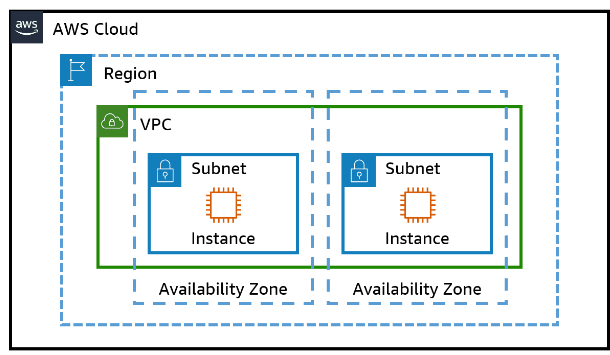 aws
AWS Cloud
Region
VPC
Subnet
Instance
Availability Zone
Subnet
Instance
Availability Zone